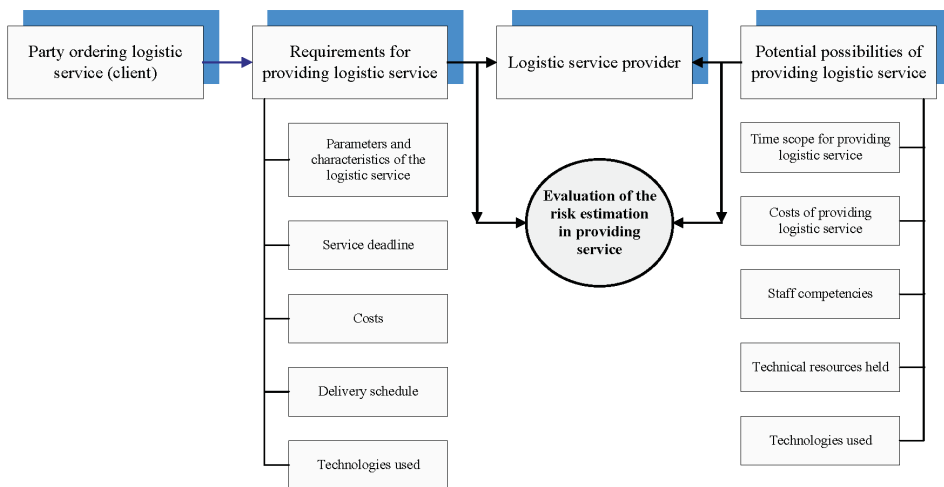 Party ordering logistic
service (client)
Requirements for
providing logistic service
Logistic service provider
Potential possibilities of
providing logistic service
Parameters and
characteristics of the
logistic service
Service deadline
Costs
Delivery schedule
Technologies used
Evaluation of the
risk estimation
in providing
service
Time scope for providing
logistic service
Costs of providing
logistic service
Staff competencies
Technical resources held
Technologies used